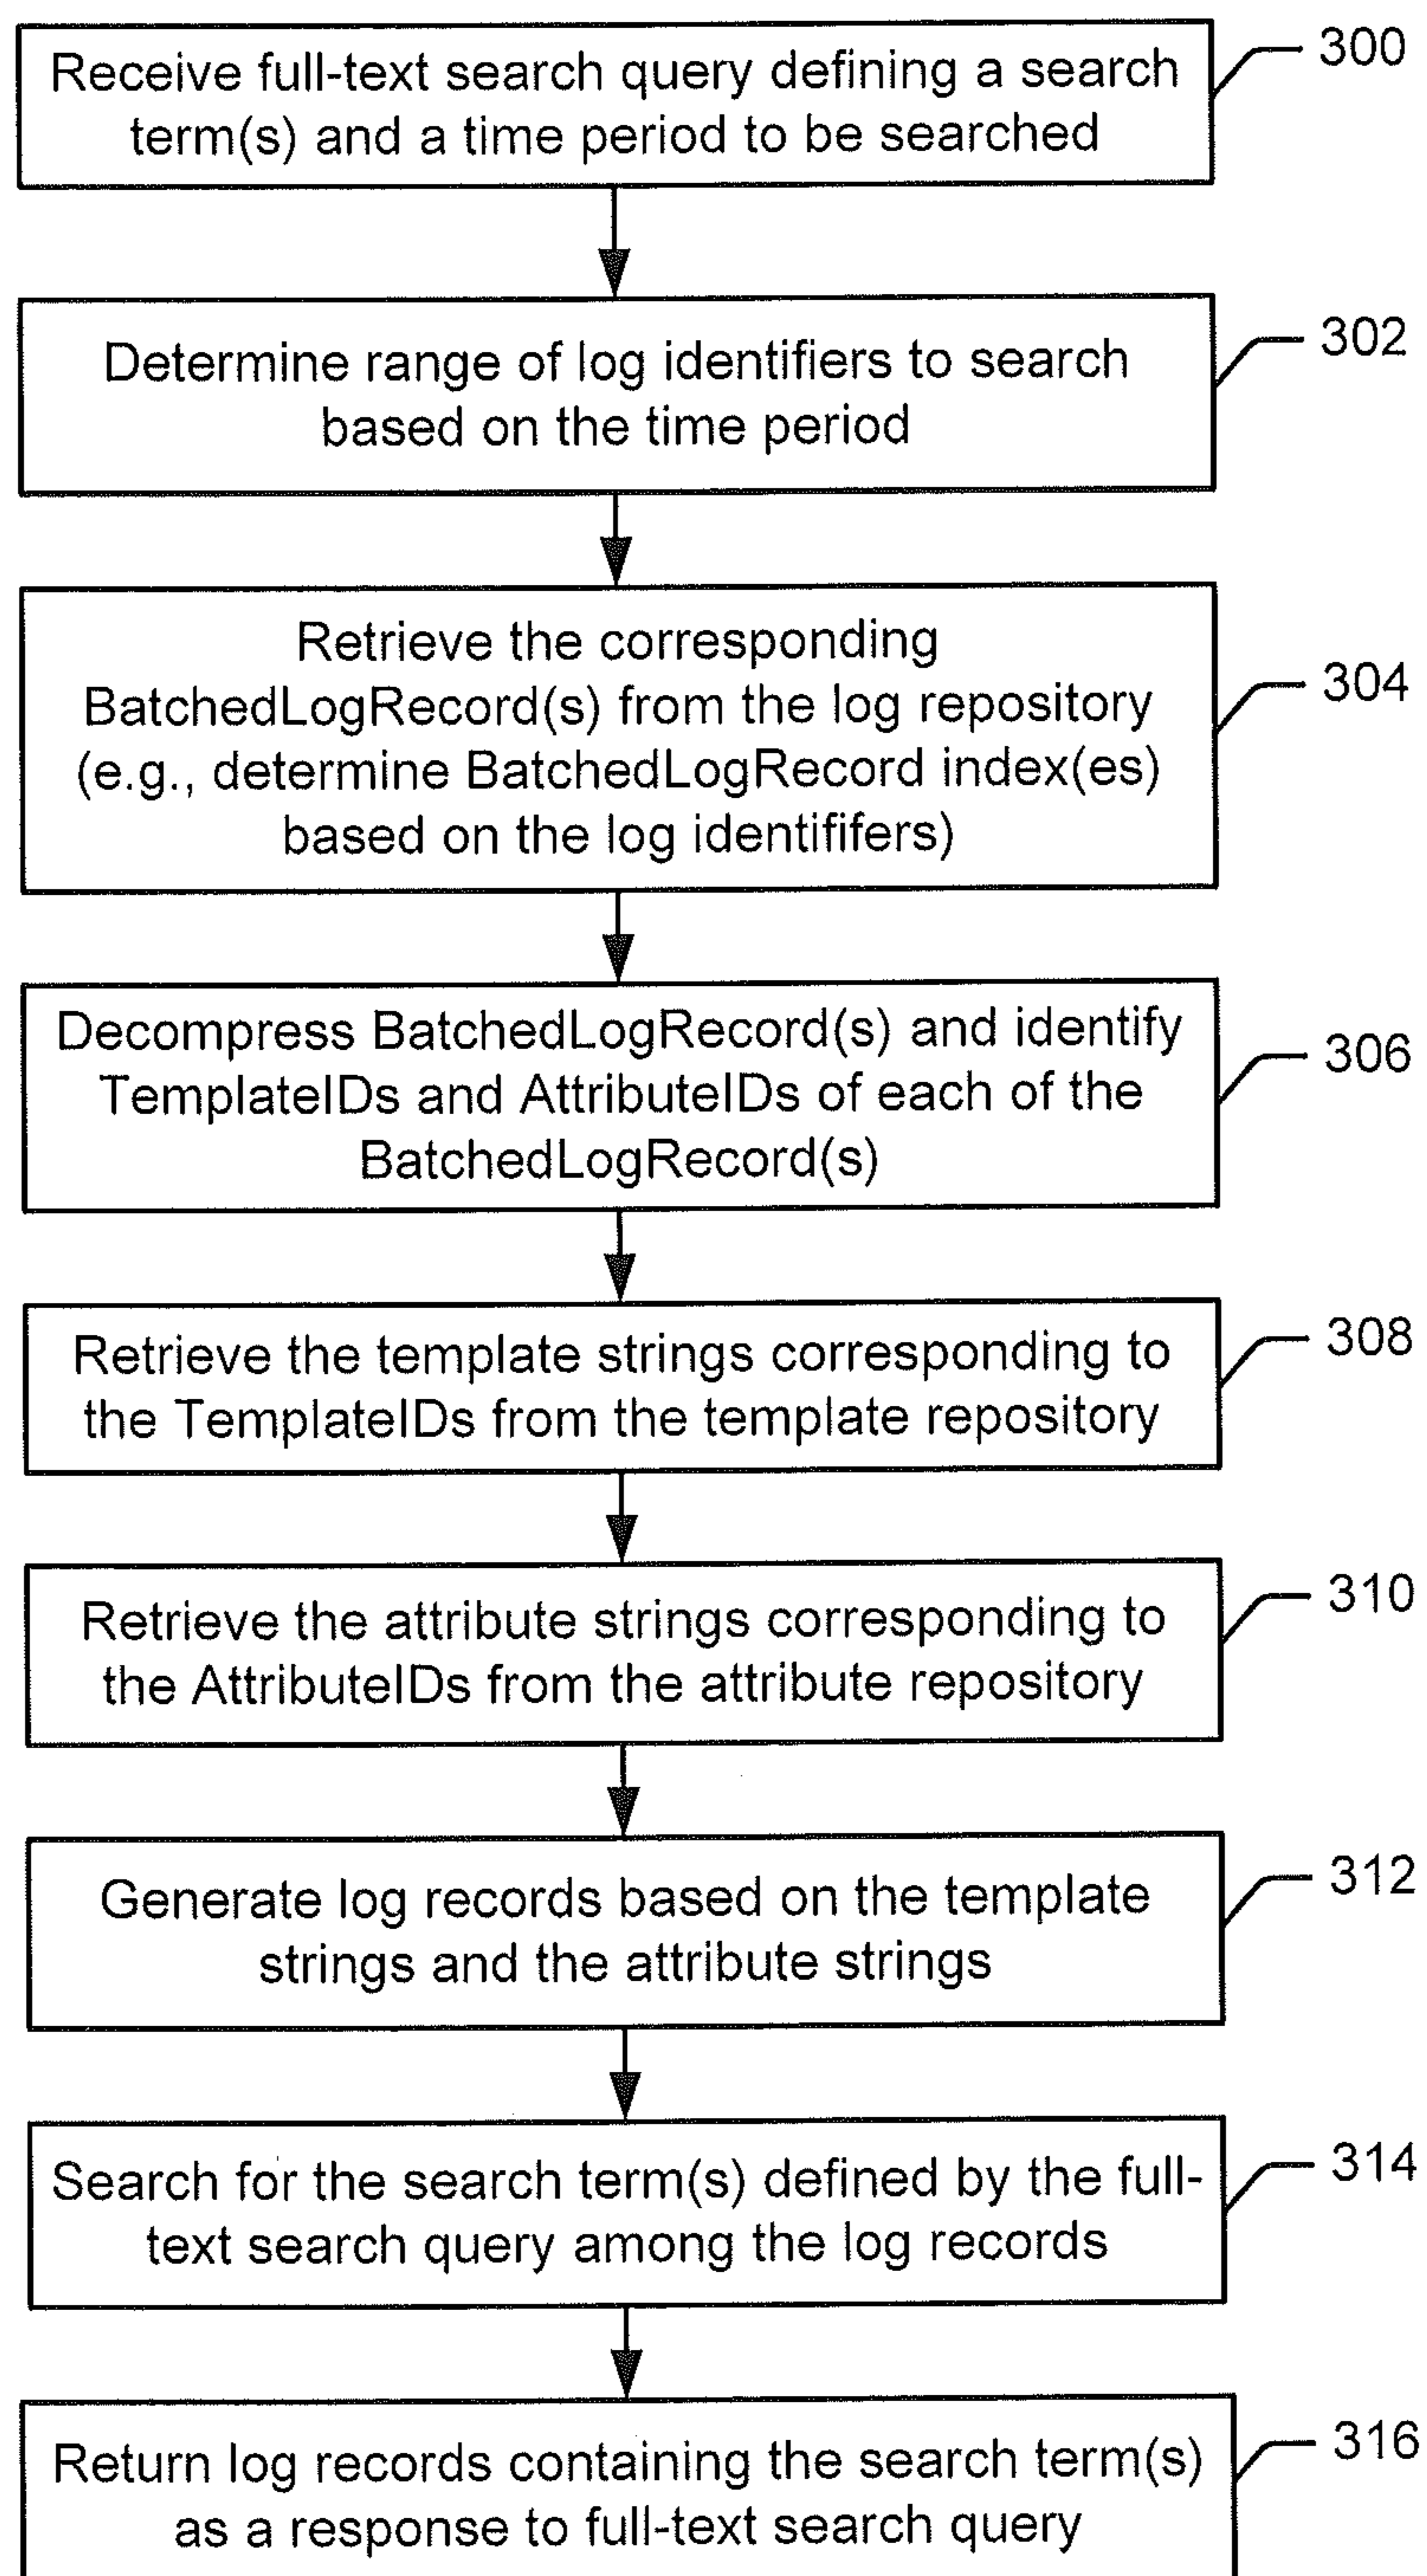 Receive full-text search query defining a search
term(s) and a time period to be searched
300
Determine range of log identifiers to search
based on the time period
302
Retrieve the corresponding
BatchedLogRecord(s) from the log repository
(e.g., determine BatchedLogRecord index(es)
based on the log identififers)
304
Decompress BatchedLogRecord(s) and identify
TemplateIDs and AttributeIDs of each of the
BatchedLogRecord(s)
306
Retrieve the template strings corresponding to
the TemplateIDs from the template repository
308
Retrieve the attribute strings corresponding to
the AttributeIDs from the attribute repository
310
Generate log records based on the template
strings and the attribute strings
312
Search for the search term(s) defined by the full-
text search query among the log records
314
Return log records containing the search term(s)
as a response to full-text search query
316